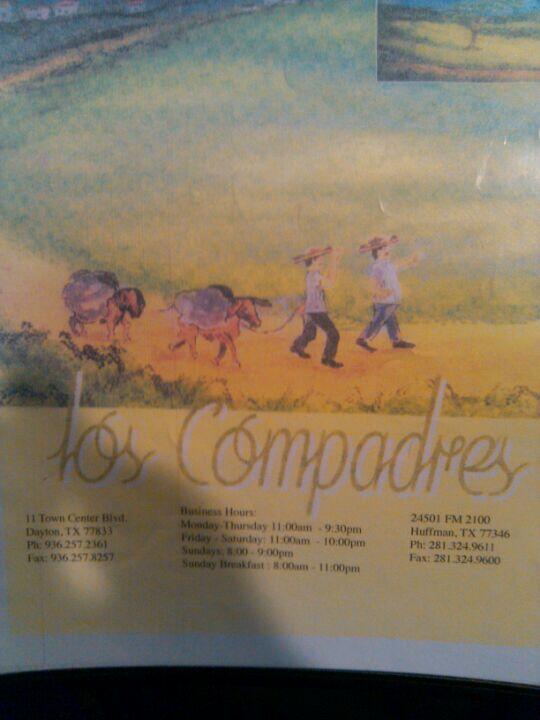 los Compadres
11 Town Center Blvd.
Dayton, TX 77833
Ph: 936.257.2361
Fax: 936.257.8257
Business Hours:
Monday-Thursday 11:00am - 9:30pm
Friday - Saturday: 11:00am - 10:00pm
Sundays: 8:00 - 9:00pm
Sunday Breakfast : 8:00am - 11:00pm
24501 FM 2100
Huffman, TX 77346
Ph: 281.324.9611
Fax: 281.324.9600